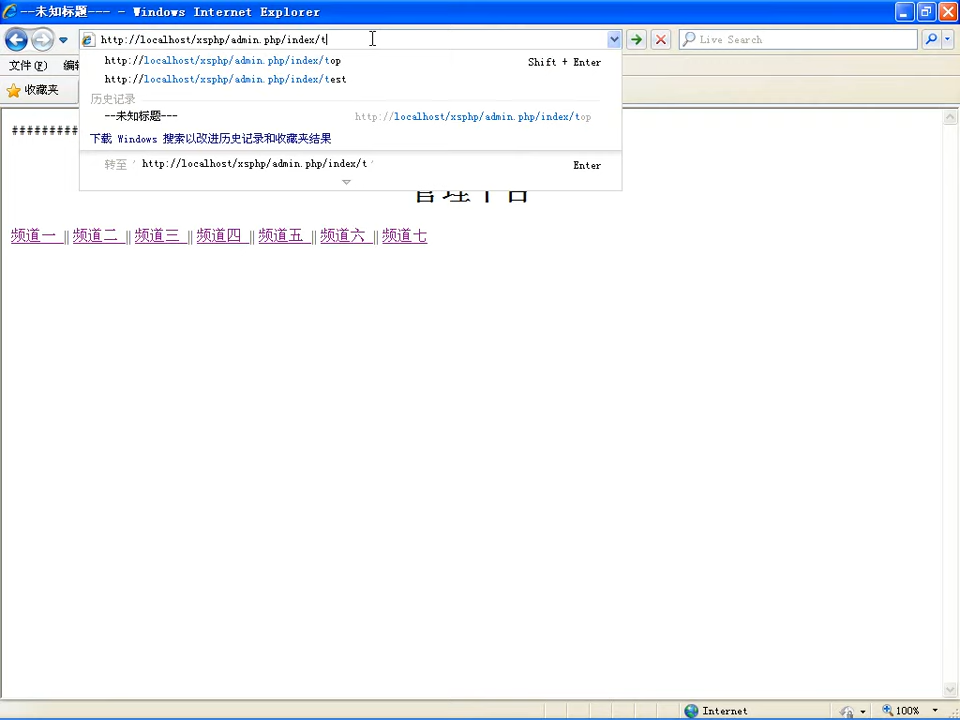 --未知标题--- - Windows Internet Explorer
http://localhost/xsphp/admin.php/index/t
Live Search
http://localhost/xsphp/admin.php/index/top
Shift + Enter
文件(F)
http://localhost/xsphp/admin.php/index/test
收藏夹
历史记录
--未知标题---
http://localhost/xsphp/admin.php/index/top
##########
下载 Windows 搜索以改进历史记录和收藏夹结果
转至 ' http://localhost/xsphp/admin.php/index/t '
Enter
管理平台
频道一 || 频道二 || 频道三 || 频道四 || 频道五 || 频道六 || 频道七
Internet
100%